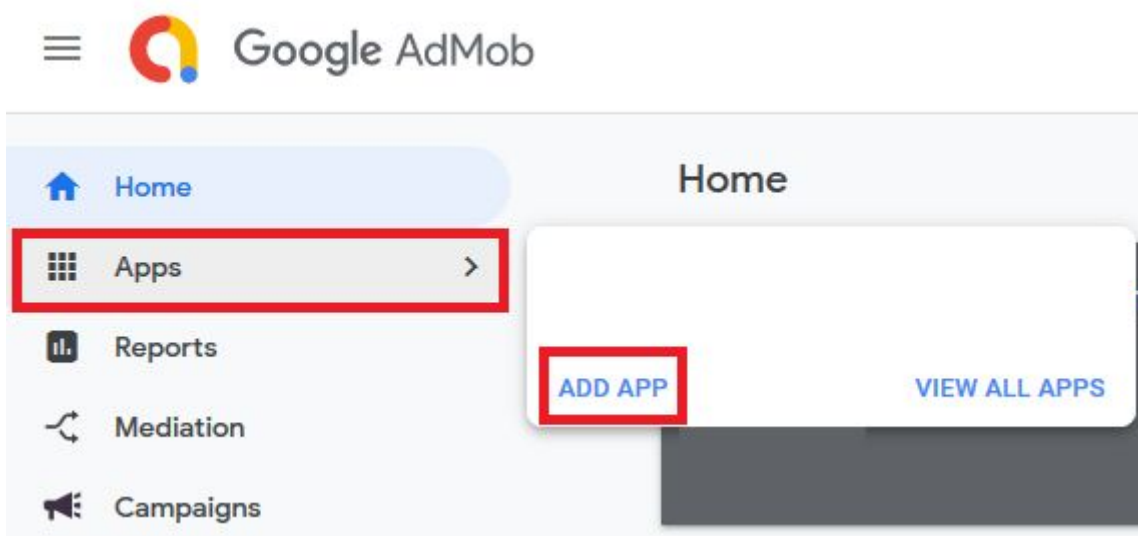 Google AdMob
Home
Home
Apps
Reports
ADD APP
VIEW ALL APPS
Mediation
Campaigns